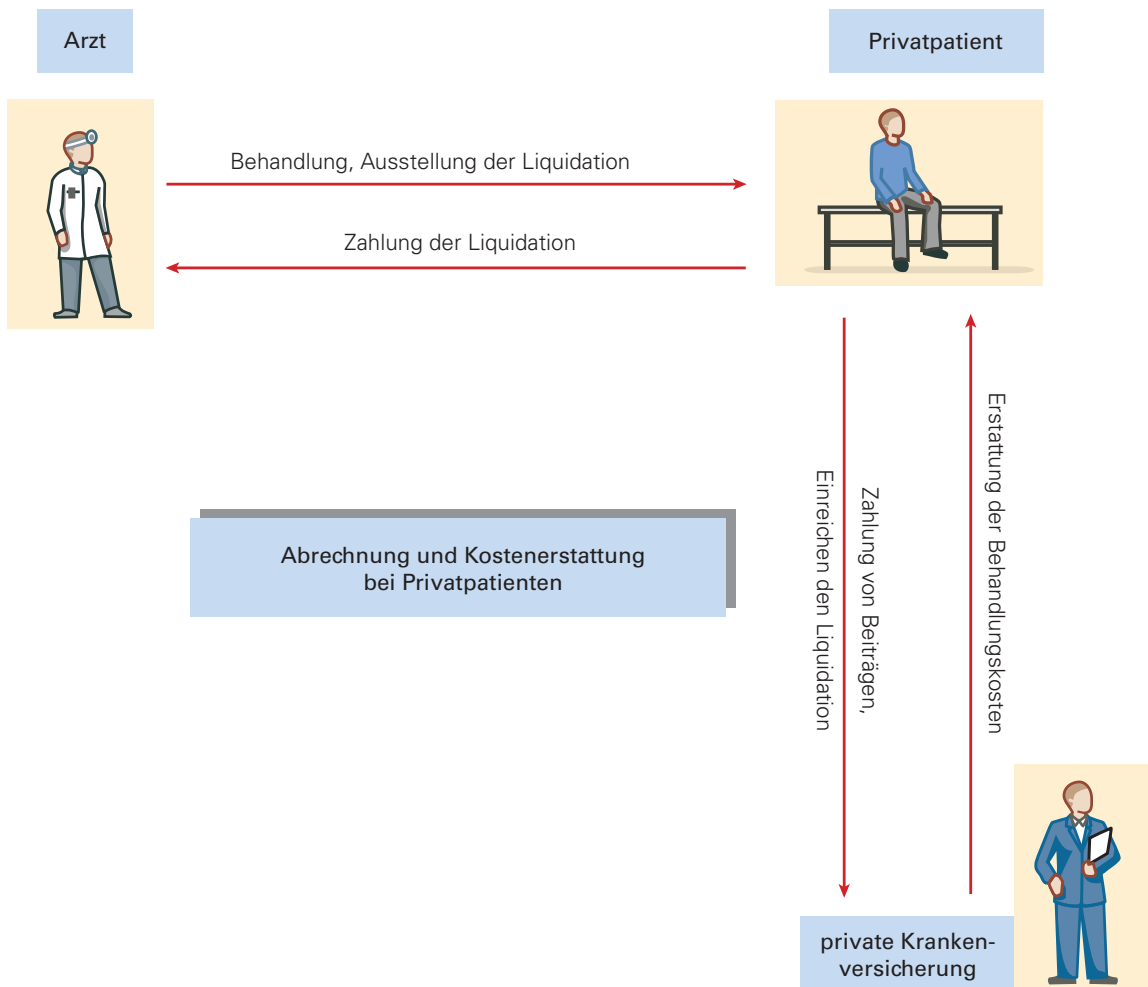 Arzt
Privatpatient
Behandlung, Ausstellung der Liquidation
Zahlung der Liquidation
Abrechnung und Kostenerstattung
bei Privatpatienten
Zahlung von Beiträgen,
Einreichen den Liquidation
Erstattung der Behandlungskosten
private Kranken-
versicherung